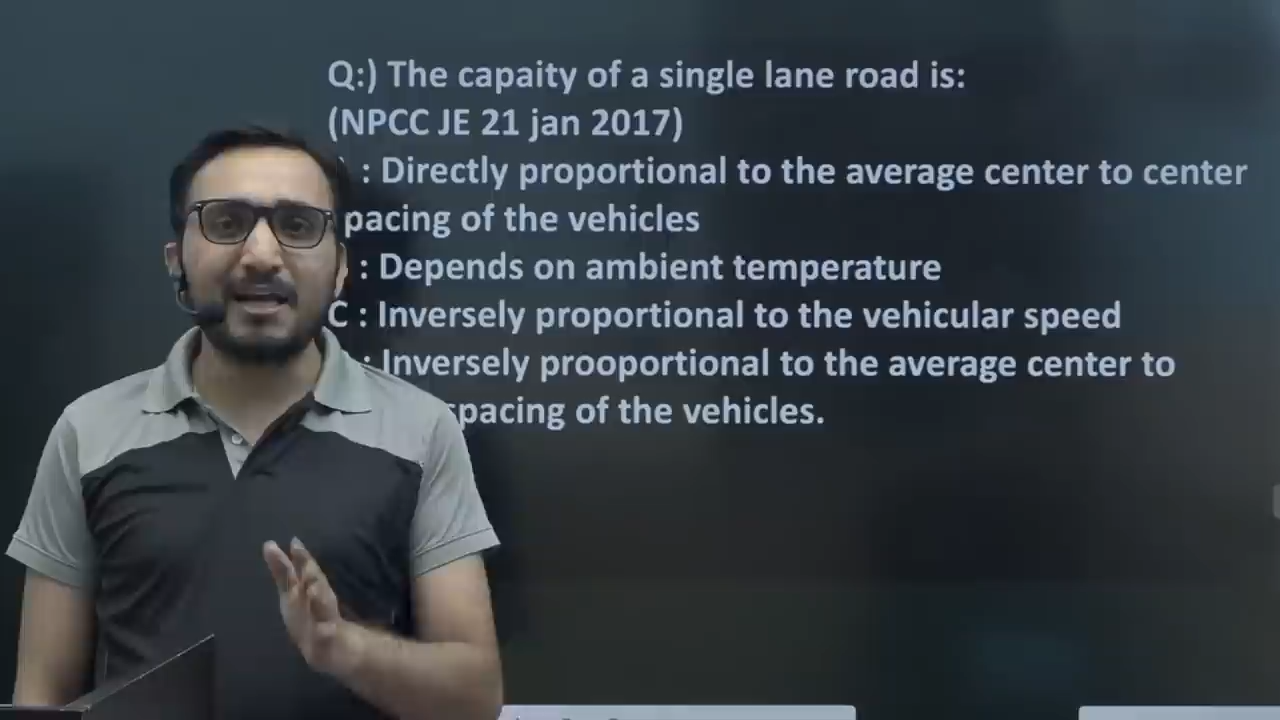 Q:) The capaity of a single lane road is:
(NPCC JE 21 jan 2017)
: Directly proportional to the average center to center
pacing of the vehicles
: Depends on ambient temperature
C : Inversely proportional to the vehicular speed
: Inversely prooportional to the average center to
spacing of the vehicles.